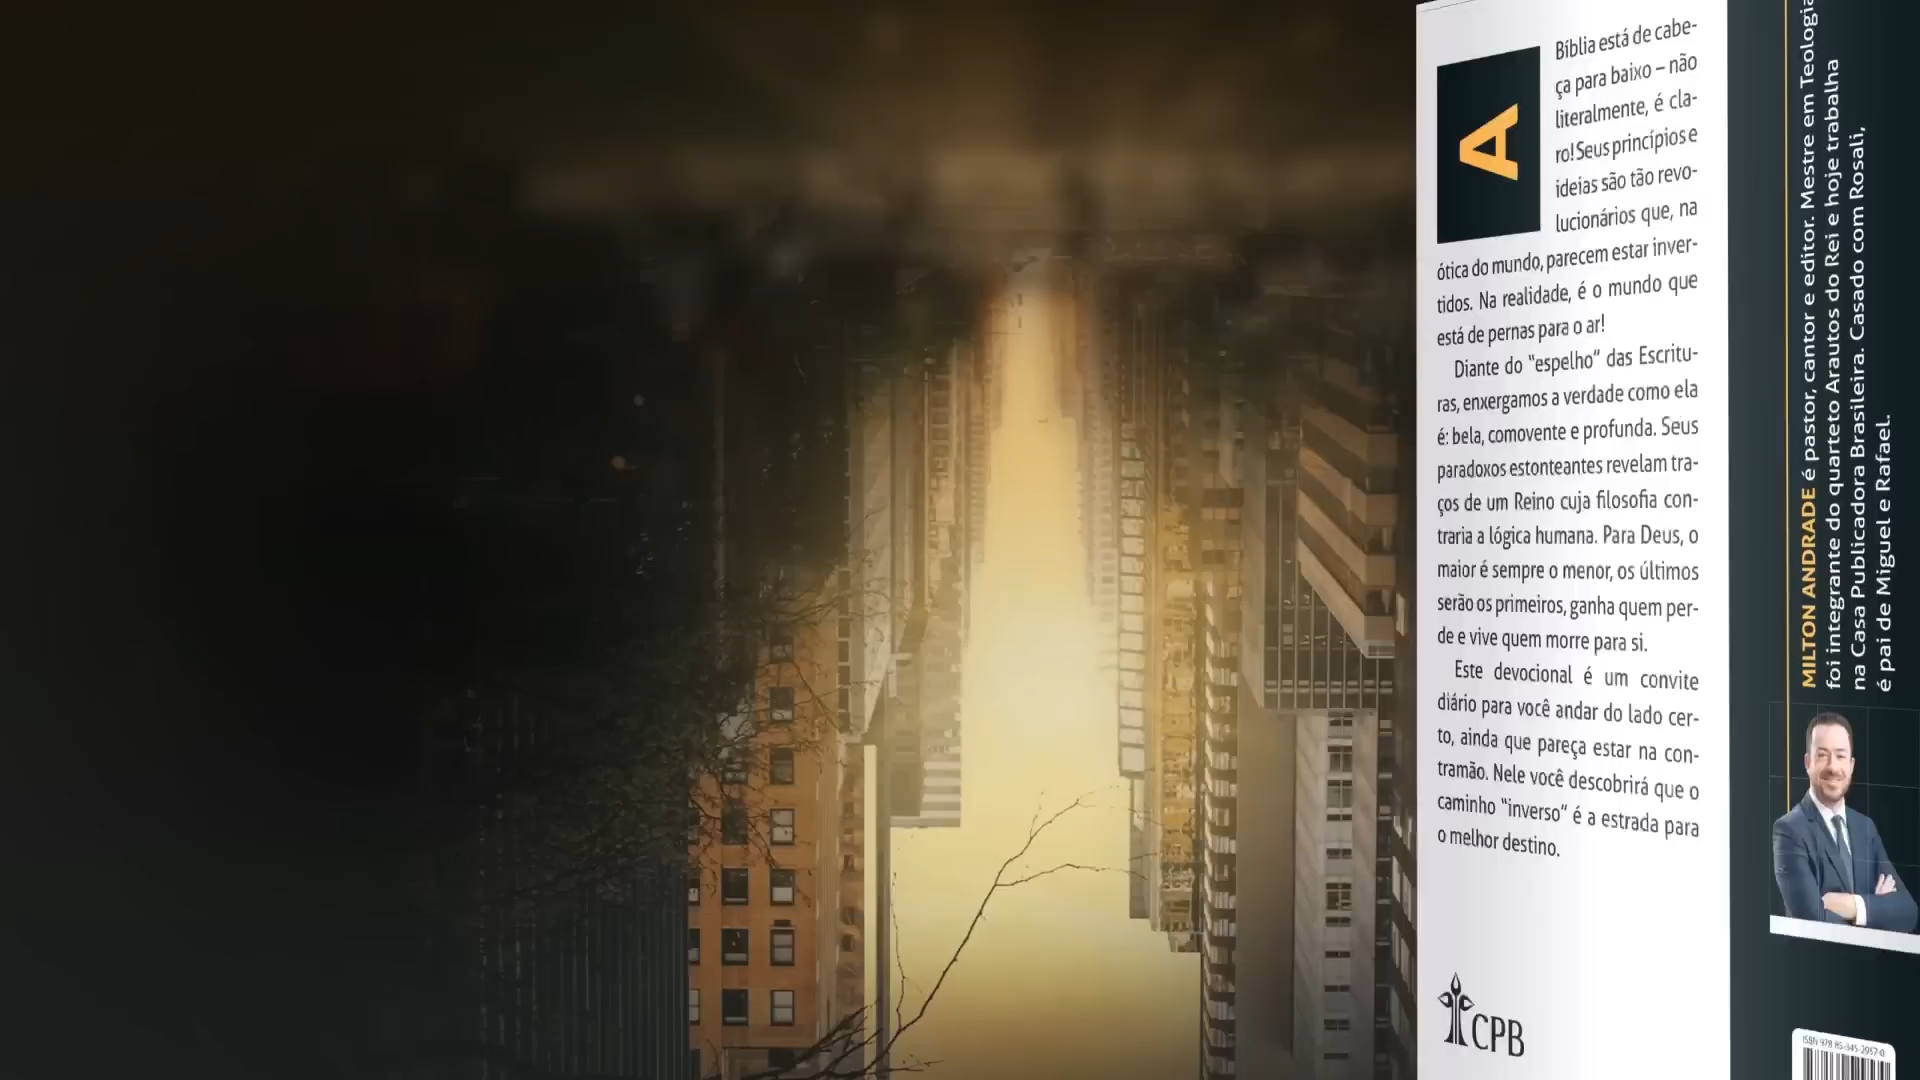 A
Bíblia está de cabe-
ça para baixo – não
literalmente, é cla-
ro! Seus princípios e
ideias são tão revo-
lucionários que, na
ótica do mundo, parecem estar inver-
tidos. Na realidade, é o mundo que
está de pernas para o ar!
Diante do “espelho” das Escritu-
ras, enxergamos a verdade como ela
é: bela, comovente e profunda. Seus
paradoxos estonteantes revelam tra-
ços de um Reino cuja filosofia con-
traria a lógica humana. Para Deus, o
maior é sempre o menor, os últimos
serão os primeiros, ganha quem per-
de e vive quem morre para si.
Este devocional é um convite
diário para você andar do lado cer-
to, ainda que pareça estar na con-
tramão. Nele você descobrirá que o
caminho “inverso” é a estrada para
o melhor destino.
CPB
MILTON ANDRADE é pastor, cantor e editor. Mestre em Teologia
foi integrante do quarteto Arautos do Rei e hoje trabalha
na Casa Publicadora Brasileira. Casado com Rosali,
é pai de Miguel e Rafael.
ISBN 978 85-345-2957-0